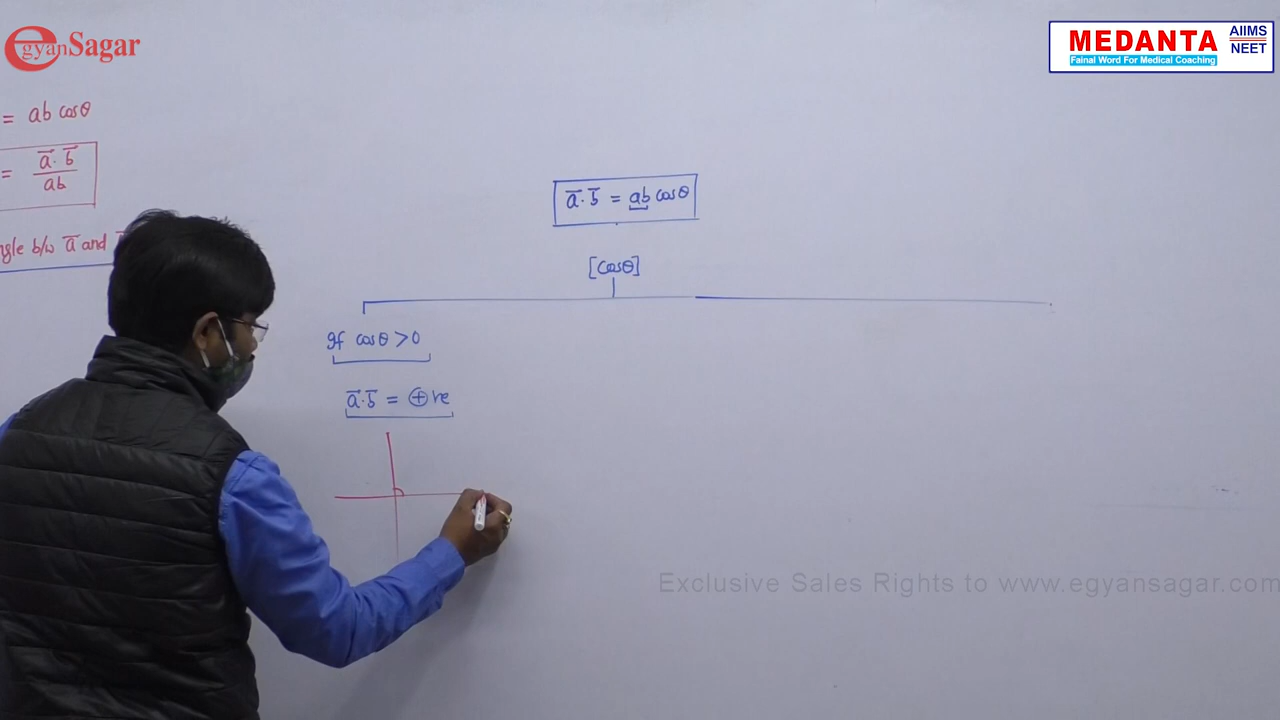 egyanSagar
MEDANTA
AIIMS
NEET
Fainal Word For Medical Coaching
= ab cosθ
= a⃗·b⃗/ab
ngle b/w a⃗ and
a⃗·b⃗ = ab cosθ
[cosθ]
If cosθ > 0
a⃗·b⃗ = ⊕ve
Exclusive Sales Rights to www.egyansagar.com